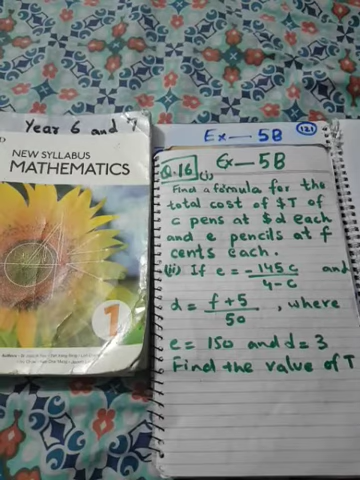 Year 6 and 7
NEW SYLLABUS
MATHEMATICS
1
Ex—5B
121
Q.16 (i) Ex—5B
Find a formula for the
total cost of $T of
c pens at $d each
and e pencils at f
cents each.
(ii) If e = 145c / 4-c and
d = f+5 / 50, where
e = 150 and d = 3
Find the value of T